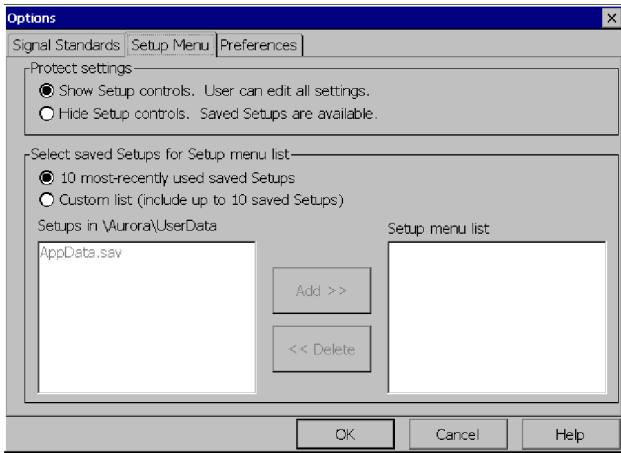 Options
Signal Standards
Setup Menu
Preferences
Protect settings
Show Setup controls. User can edit all settings.
Hide Setup controls. Saved Setups are available.
Select saved Setups for Setup menu list
10 most-recently used saved Setups
Custom list (include up to 10 saved Setups)
Setups in \Aurora\UserData
Setup menu list
AppData.sav
Add >>
<< Delete
OK
Cancel
Help